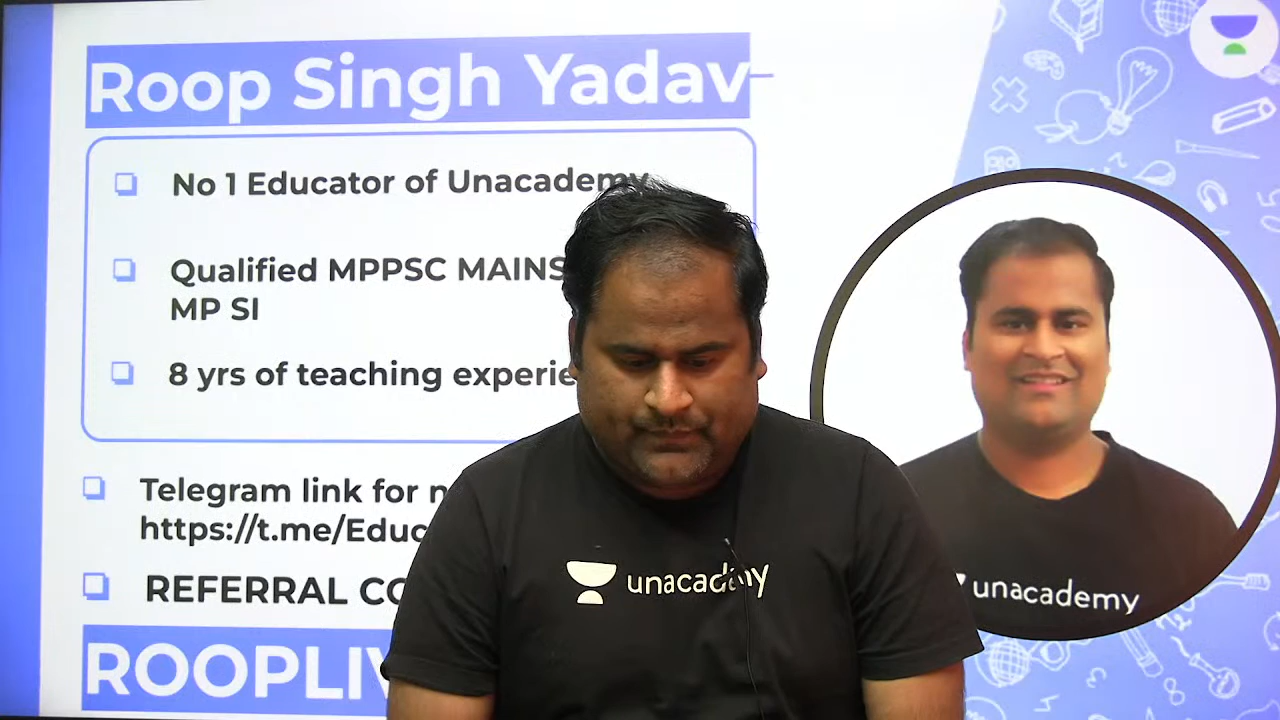 Roop Singh Yadav
No 1 Educator of Unacademy
Qualified MPPSC MAINS
MP SI
8 yrs of teaching
Telegram link for
https://t.me/Educ
REFERRAL
ROOPLIV
unacademy
unacademy